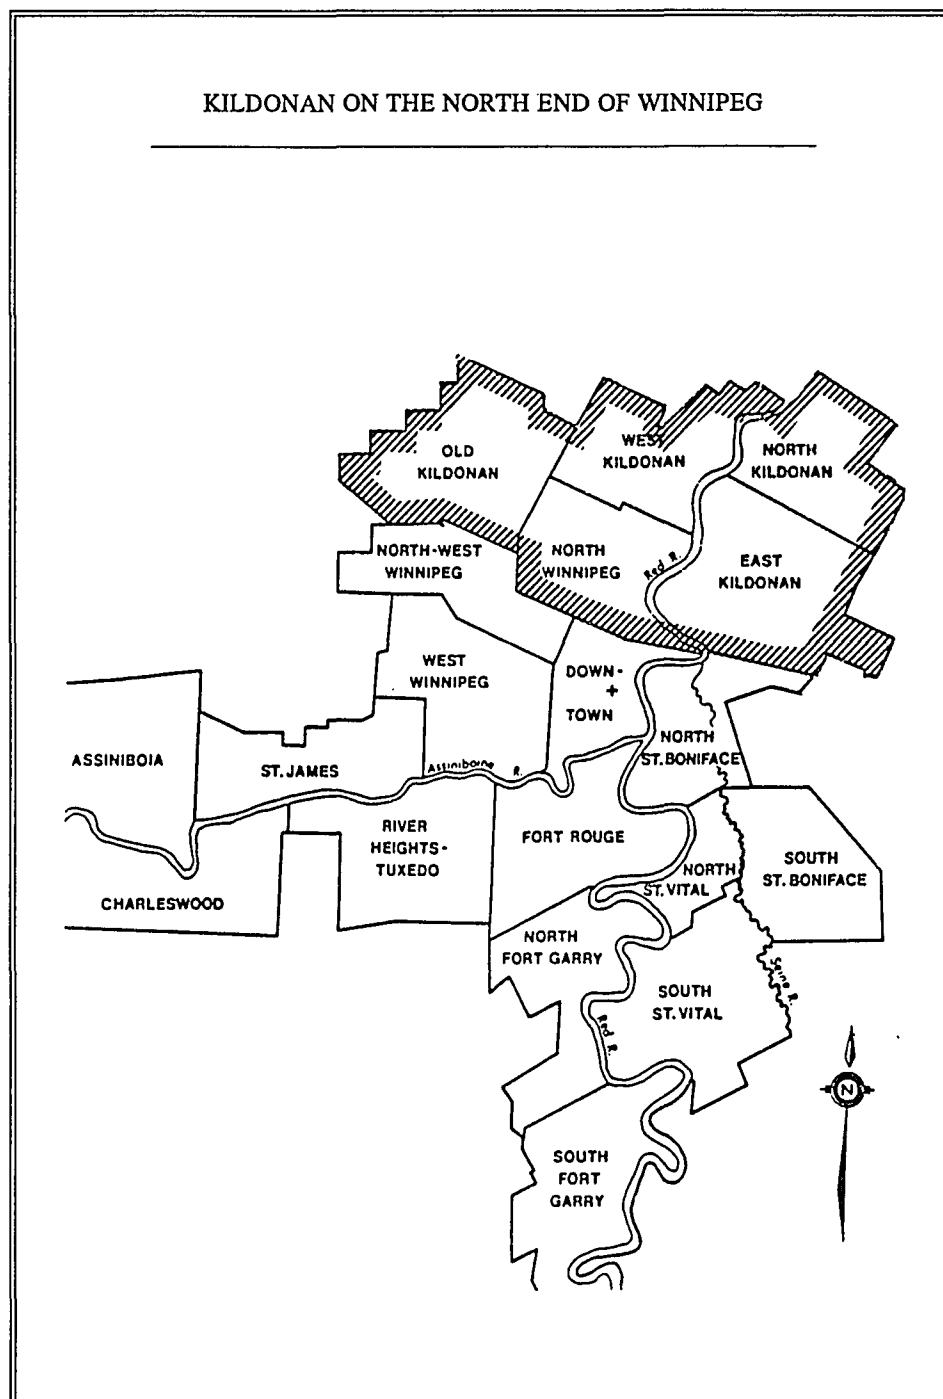 KILDONAN ON THE NORTH END OF WINNIPEG
OLD
KILDONAN
WEST
KILDONAN
NORTH
KILDONAN
NORTH-WEST
WINNIPEG
NORTH
WINNIPEG
Red R.
EAST
KILDONAN
WEST
WINNIPEG
DOWN-
TOWN
ASSINIBOIA
ST. JAMES
Assiniboine R.
NORTH
ST. BONIFACE
RIVER
HEIGHTS-
TUXEDO
FORT ROUGE
NORTH
ST. VITAL
SOUTH
ST. BONIFACE
CHARLESWOOD
NORTH
FORT GARRY
SOUTH
ST. VITAL
Seine R.
Red R.
SOUTH
FORT
GARRY
N